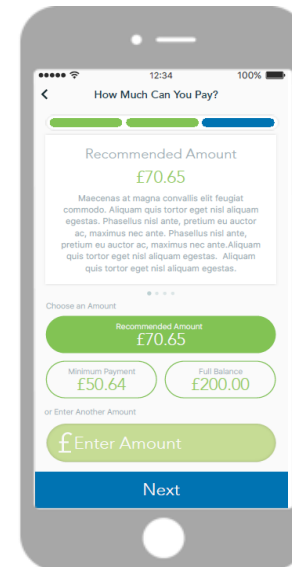 12:34
100%
How Much Can You Pay?
Recommended Amount
£70.65
Maecenas at magna convallis elit feugiat
commodo. Aliquam quis tortor eget nisl aliquam
egestas. Phasellus nisl ante, pretium eu auctor
ac, maximus nec ante. Phasellus nisl ante,
pretium eu auctor ac, maximus nec ante.Aliquam
quis tortor eget nisl aliquam egestas. Aliquam
quis tortor eget nisl aliquam egestas.
Choose an Amount
Recommended Amount
£70.65
Minimum Payment
£50.64
Full Balance
£200.00
or Enter Another Amount
£ Enter Amount
Next